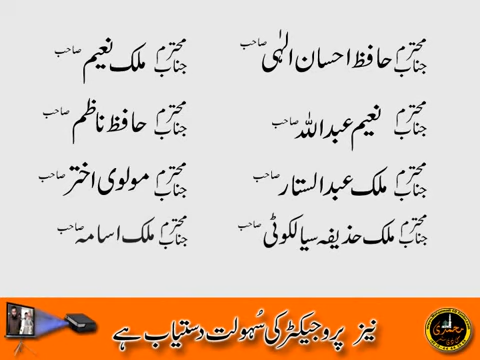 محترم جناب حافظ احسان الٰہی صاحب
محترم جناب ملک نعیم صاحب
محترم جناب نعیم عبداللہ صاحب
محترم جناب حافظ ناظم صاحب
محترم جناب ملک عبدالستار صاحب
محترم جناب مولوی اختر صاحب
محترم جناب ملک حذیفہ سیالکوٹی صاحب
محترم جناب ملک اسامہ صاحب
نیز پروجیکٹر کی سُہولت دستیاب ہے